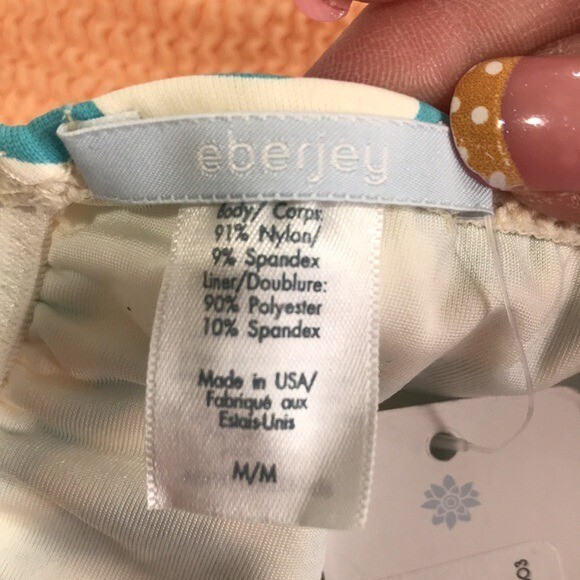 eberjey
Body/ Corps:
91% Nylon/
9% Spandex
Liner/Doublure:
90% Polyester
10% Spandex
Made in USA/
Fabriqué aux
Estais-Unis
M/M